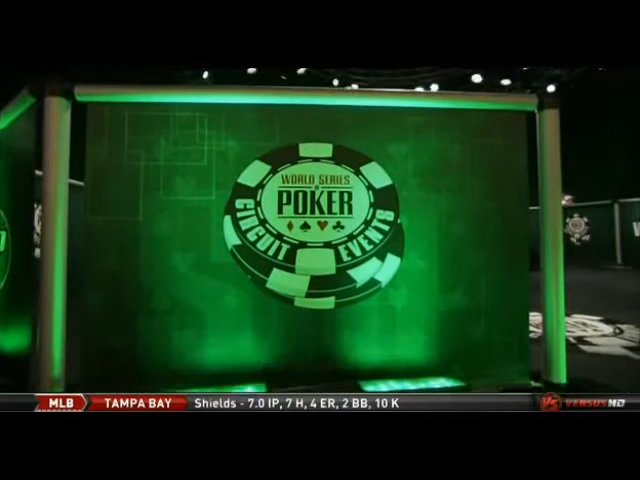 WORLD SERIES
OF
POKER
CIRCUIT
EVENTS
MLB TAMPA BAY Shields - 7.0 IP, 7 H, 4 ER, 2 BB, 10 K VS VERSUS HD